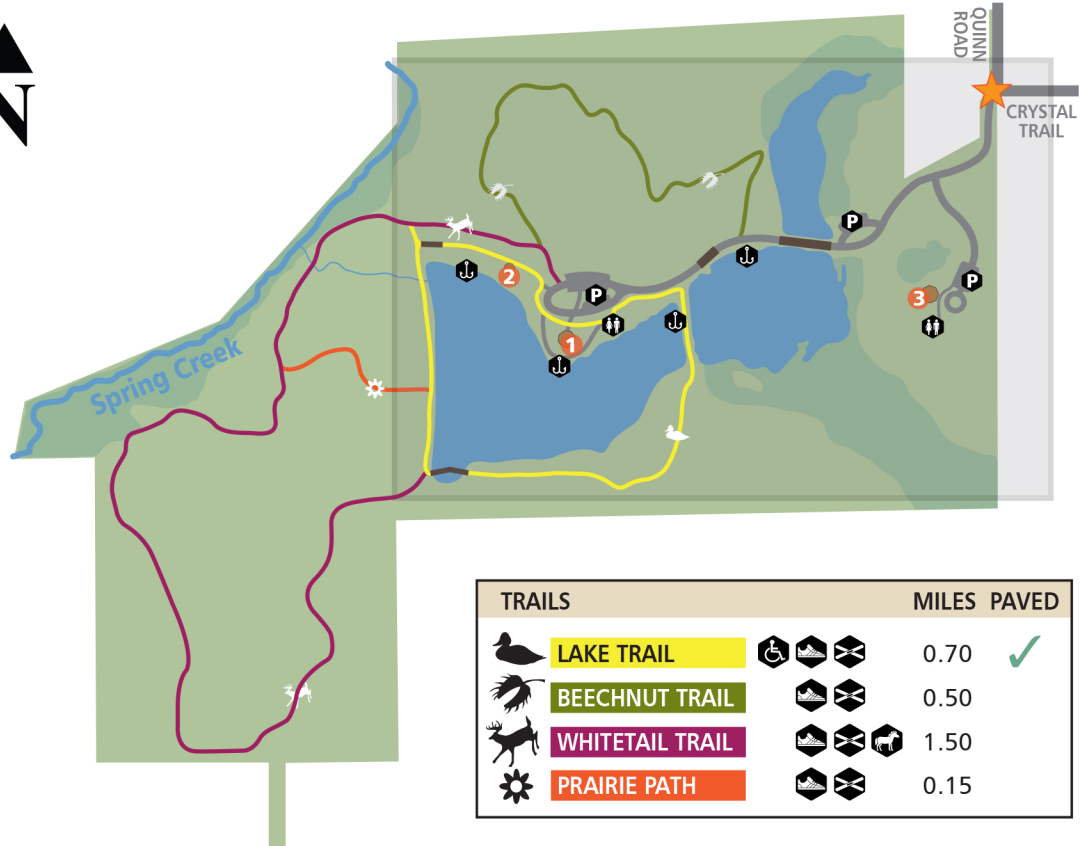 N
QUINN
ROAD
CRYSTAL
TRAIL
P
2
P
P
3
1
Spring Creek
TRAILS MILES PAVED
LAKE TRAIL 0.70
BEECHNUT TRAIL 0.50
WHITETAIL TRAIL 1.50
PRAIRIE PATH 0.15